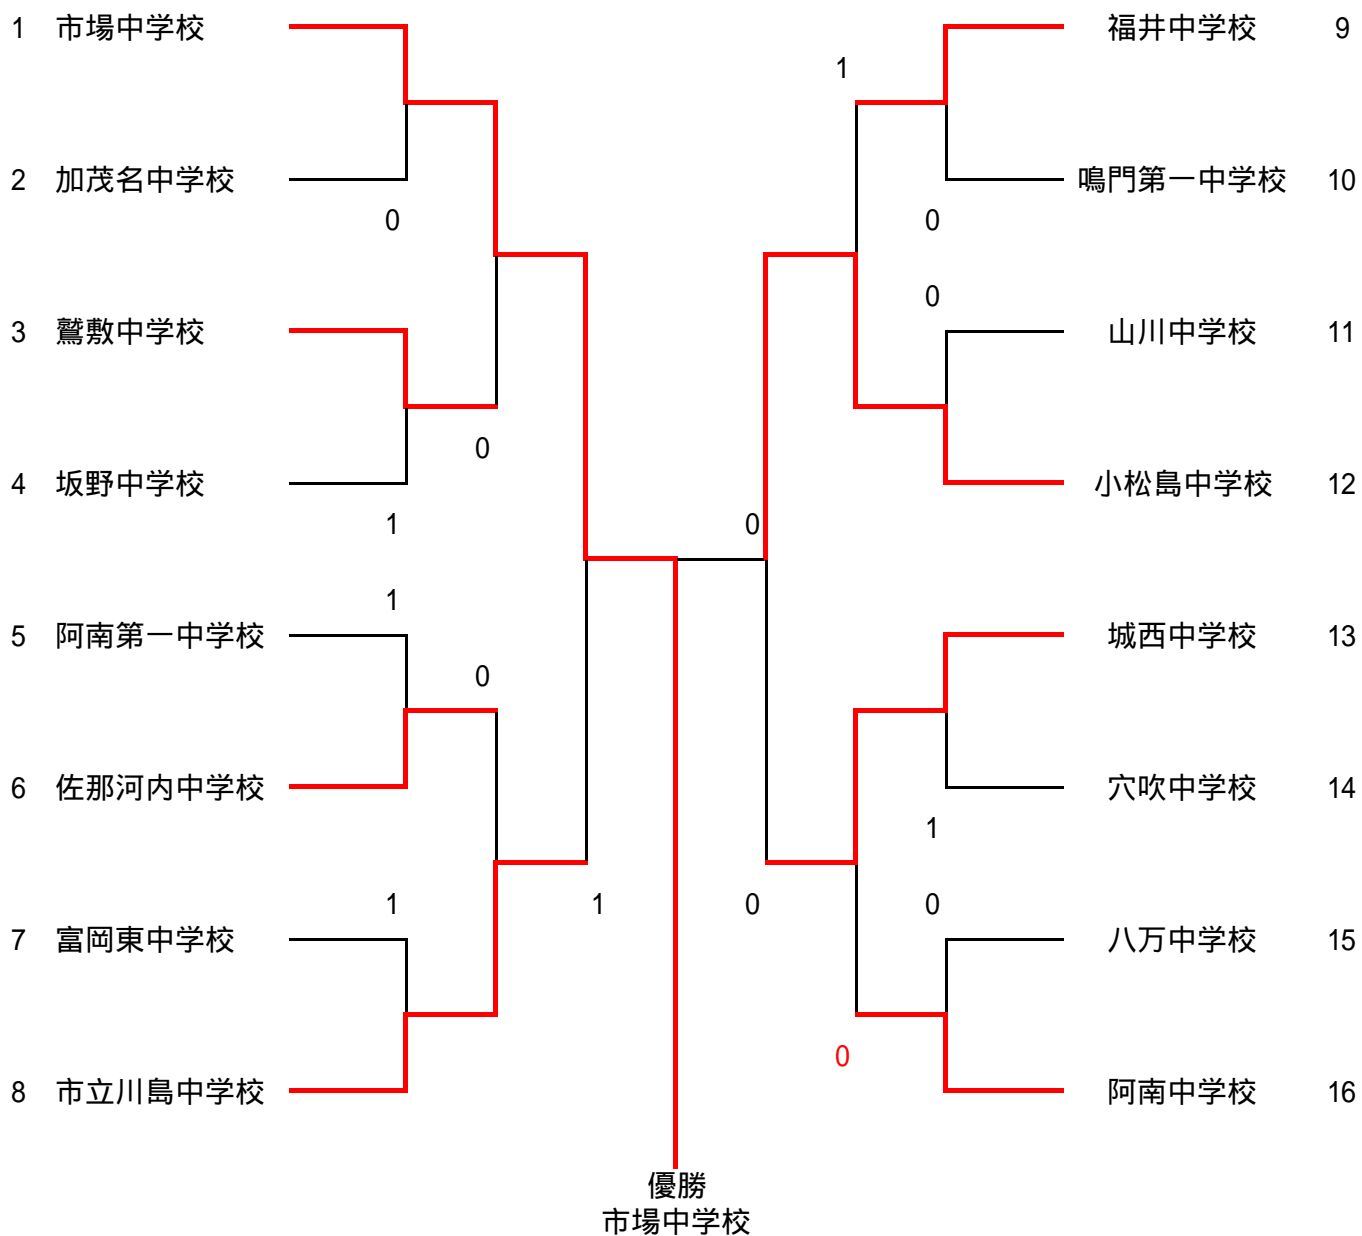 1 市場中学校
福井中学校 9
1
2 加茂名中学校
鳴門第一中学校 10
0
0
0
3 鷲敷中学校
山川中学校 11
0
4 坂野中学校
小松島中学校 12
1
0
1
5 阿南第一中学校
城西中学校 13
0
6 佐那河内中学校
穴吹中学校 14
1
1
1
0
0
7 富岡東中学校
八万中学校 15
0
8 市立川島中学校
阿南中学校 16
優勝
市場中学校